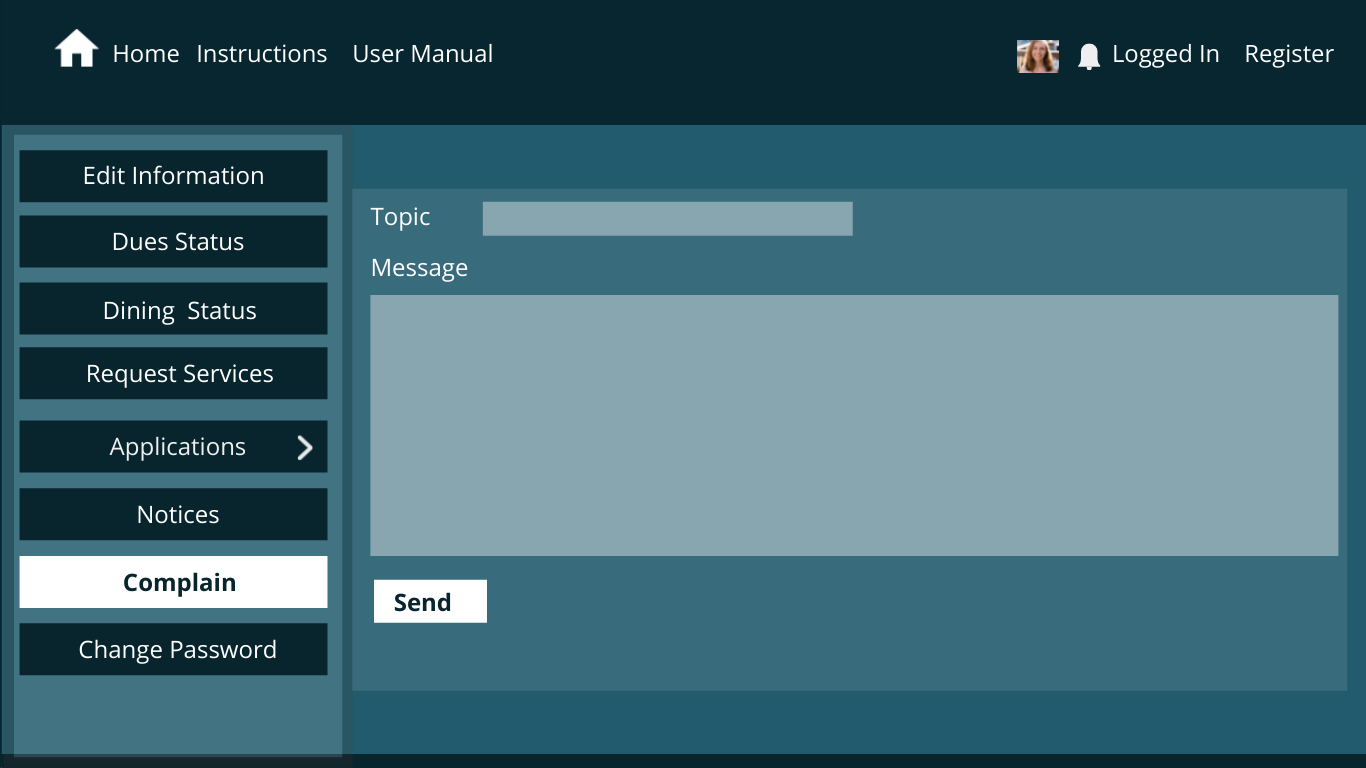 Home Instructions User Manual Logged In Register
Edit Information
Dues Status
Dining  Status
Request Services
Applications
Notices
Complain
Change Password
Topic
Message
Send